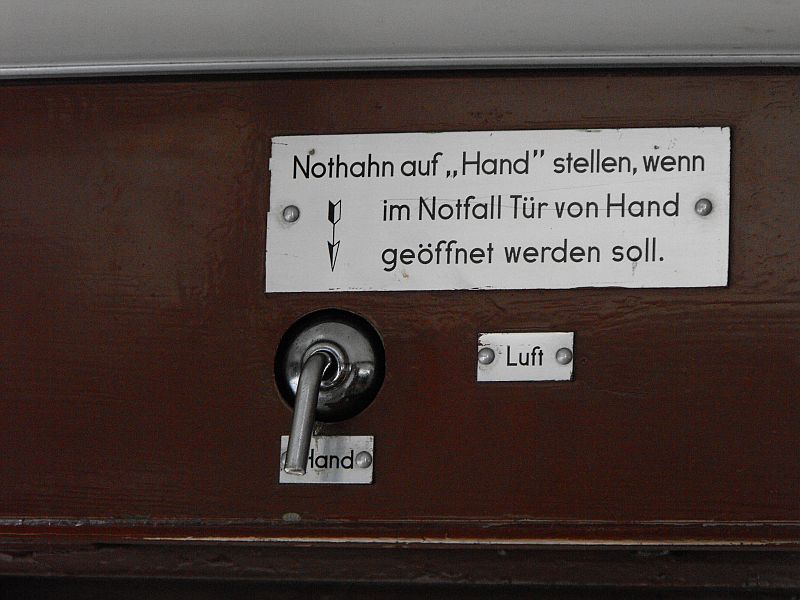 Nothahn auf „Hand” stellen, wenn
im Notfall Tür von Hand
geöffnet werden soll.
Luft
Hand